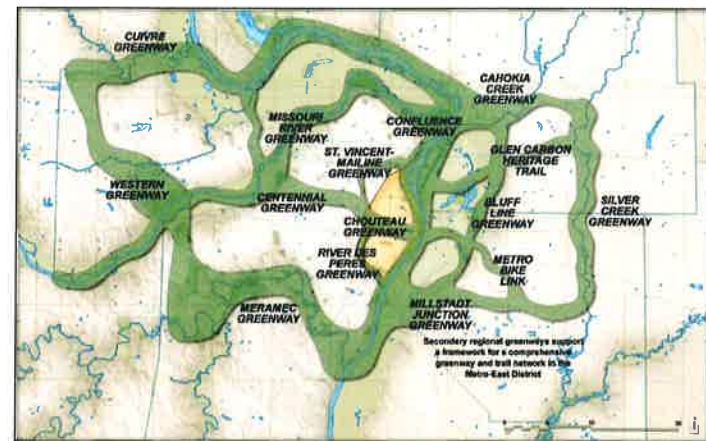 CUIVRE
GREENWAY
CAHOKIA
CREEK
GREENWAY
MISSOURI
RIVER
GREENWAY
CONFLUENCE
GREENWAY
ST. VINCENT-
MAILINE
GREENWAY
GLEN CARBON
HERITAGE
TRAIL
WESTERN
GREENWAY
CENTENNIAL
GREENWAY
BLUFF
LINE
GREENWAY
SILVER
CREEK
GREENWAY
CHOUTEAU
GREENWAY
RIVER DES
PERES
GREENWAY
METRO
BIKE
LINK
MERAMEC
GREENWAY
MILLSTADT
JUNCTION
GREENWAY
Secondary regional greenways support
a framework for a comprehensive
greenway and trail network in the
Metro-East District